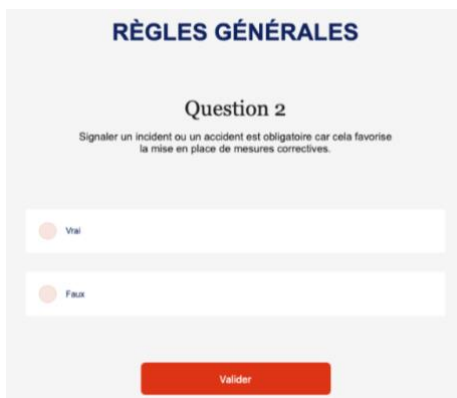 RÈGLES GÉNÉRALES
Question 2
Signaler un incident ou un accident est obligatoire car cela favorise
la mise en place de mesures correctives.
Vrai
Faux
Valider